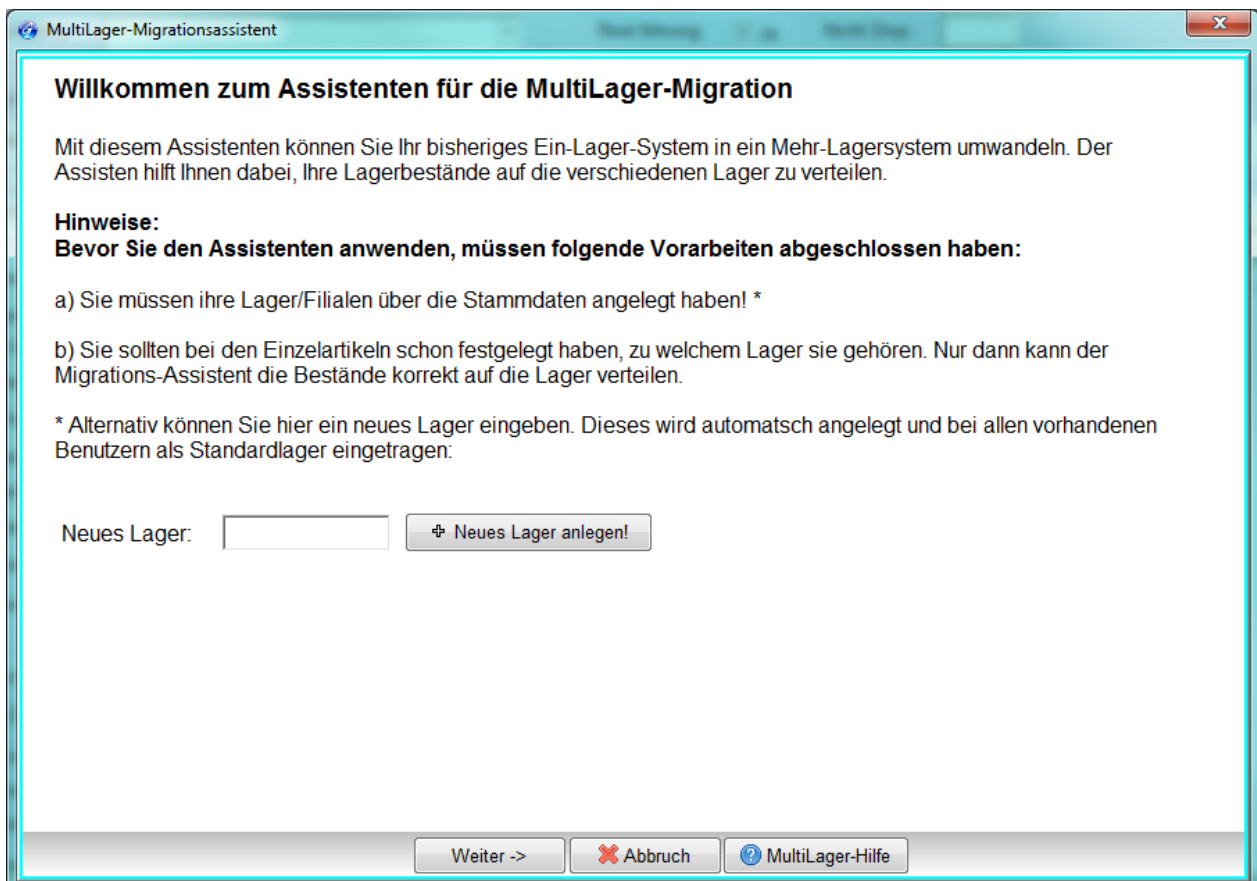 MultiLager-Migrationsassistent
Willkommen zum Assistenten für die MultiLager-Migration
Mit diesem Assistenten können Sie Ihr bisheriges Ein-Lager-System in ein Mehr-Lagersystem umwandeln. Der
Assisten hilft Ihnen dabei, Ihre Lagerbestände auf die verschiedenen Lager zu verteilen.
Hinweise:
Bevor Sie den Assistenten anwenden, müssen folgende Vorarbeiten abgeschlossen haben:
a) Sie müssen ihre Lager/Filialen über die Stammdaten angelegt haben! *
b) Sie sollten bei den Einzelartikeln schon festgelegt haben, zu welchem Lager sie gehören. Nur dann kann der
Migrations-Assistent die Bestände korrekt auf die Lager verteilen.
* Alternativ können Sie hier ein neues Lager eingeben. Dieses wird automatsch angelegt und bei allen vorhandenen
Benutzern als Standardlager eingetragen:
Neues Lager: Neues Lager anlegen!
Weiter -> Abbruch MultiLager-Hilfe